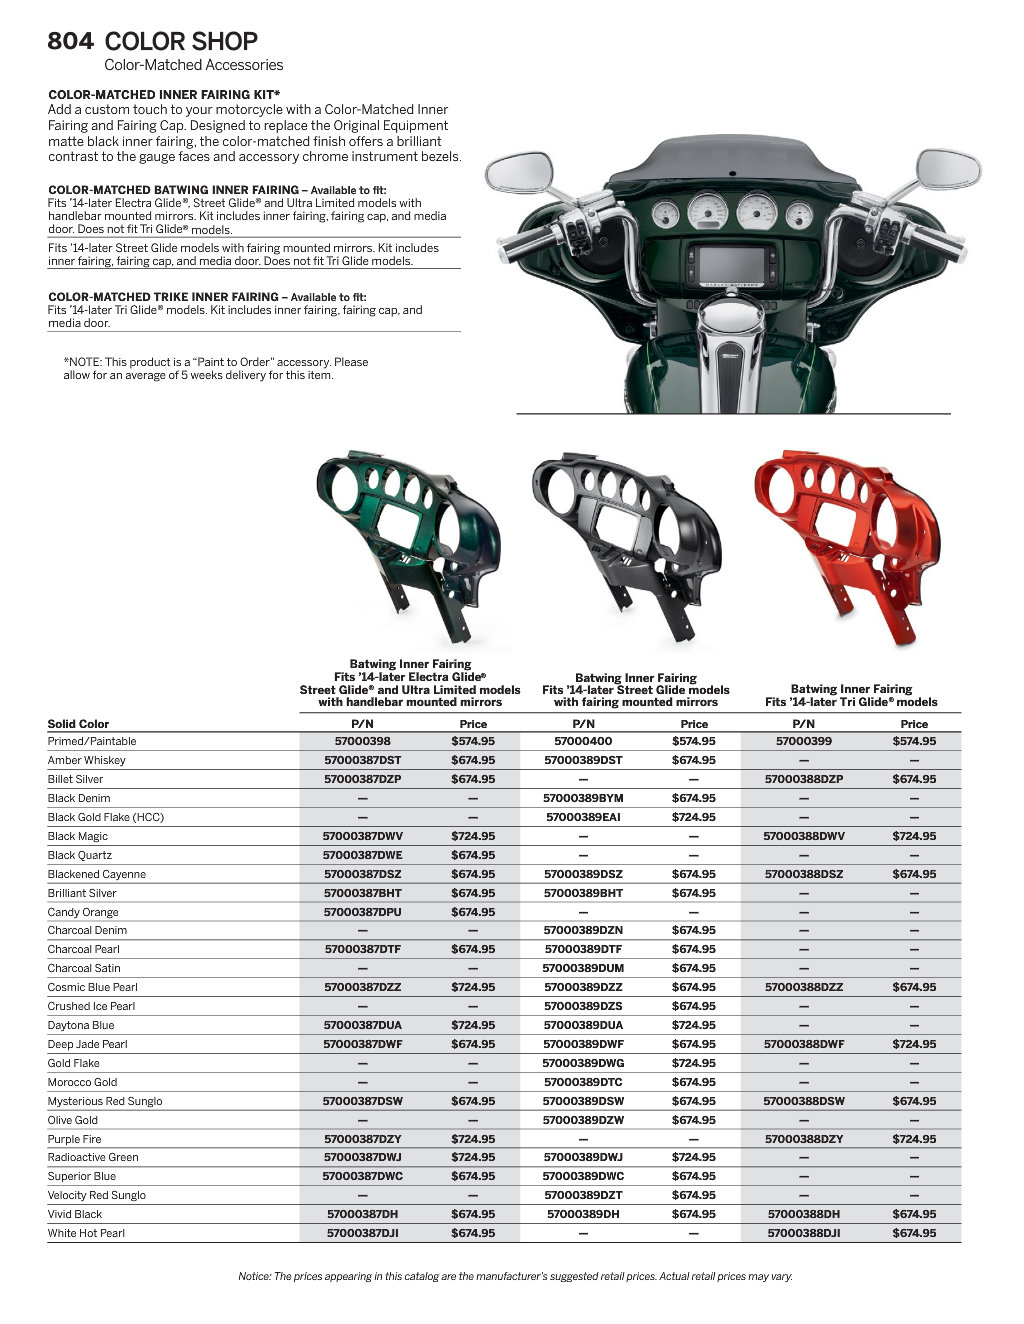 804 COLOR SHOP
Color-Matched Accessories
COLOR-MATCHED INNER FAIRING KIT*
Add a custom touch to your motorcycle with a Color-Matched Inner
Fairing and Fairing Cap. Designed to replace the Original Equipment
matte black inner fairing, the color-matched finish offers a brilliant
contrast to the gauge faces and accessory chrome instrument bezels.
COLOR-MATCHED BATWING INNER FAIRING – Available to fit:
Fits ’14-later Electra Glide®, Street Glide® and Ultra Limited models with
handlebar mounted mirrors. Kit includes inner fairing, fairing cap, and media
door. Does not fit Tri Glide® models.
Fits ’14-later Street Glide models with fairing mounted mirrors. Kit includes
inner fairing, fairing cap, and media door. Does not fit Tri Glide models.
COLOR-MATCHED TRIKE INNER FAIRING – Available to fit:
Fits ’14-later Tri Glide® models. Kit includes inner fairing, fairing cap, and
media door.
*NOTE: This product is a “Paint to Order” accessory. Please
allow for an average of 5 weeks delivery for this item.
Batwing Inner Fairing
Fits ’14-later Electra Glide®
Street Glide® and Ultra Limited models
with handlebar mounted mirrors
Batwing Inner Fairing
Fits ’14-later Street Glide models
with fairing mounted mirrors
Batwing Inner Fairing
Fits ’14-later Tri Glide® models
Solid Color P/N Price P/N Price P/N Price
Primed/Paintable 57000398 $574.95 57000400 $574.95 57000399 $574.95
Amber Whiskey 57000387DST $674.95 57000389DST $674.95 — —
Billet Silver 57000387DZP $674.95 — — 57000388DZP $674.95
Black Denim — — 57000389BYM $674.95 — —
Black Gold Flake (HCC) — — 57000389EAI $724.95 — —
Black Magic 57000387DWV $724.95 — — 57000388DWV $724.95
Black Quartz 57000387DWE $674.95 — — — —
Blackened Cayenne 57000387DSZ $674.95 57000389DSZ $674.95 57000388DSZ $674.95
Brilliant Silver 57000387BHT $674.95 57000389BHT $674.95 — —
Candy Orange 57000387DPU $674.95 — — — —
Charcoal Denim — — 57000389DZN $674.95 — —
Charcoal Pearl 57000387DTF $674.95 57000389DTF $674.95 — —
Charcoal Satin — — 57000389DUM $674.95 — —
Cosmic Blue Pearl 57000387DZZ $724.95 57000389DZZ $674.95 57000388DZZ $674.95
Crushed Ice Pearl — — 57000389DZS $674.95 — —
Daytona Blue 57000387DUA $724.95 57000389DUA $724.95 — —
Deep Jade Pearl 57000387DWF $674.95 57000389DWF $674.95 57000388DWF $724.95
Gold Flake — — 57000389DWG $724.95 — —
Morocco Gold — — 57000389DTC $674.95 — —
Mysterious Red Sunglo 57000387DSW $674.95 57000389DSW $674.95 57000388DSW $674.95
Olive Gold — — 57000389DZW $674.95 — —
Purple Fire 57000387DZY $724.95 — — 57000388DZY $724.95
Radioactive Green 57000387DWJ $724.95 57000389DWJ $724.95 — —
Superior Blue 57000387DWC $674.95 57000389DWC $674.95 — —
Velocity Red Sunglo — — 57000389DZT $674.95 — —
Vivid Black 57000387DH $674.95 57000389DH $674.95 57000388DH $674.95
White Hot Pearl 57000387DJI $674.95 — — 57000388DJI $674.95
Notice: The prices appearing in this catalog are the manufacturer’s suggested retail prices. Actual retail prices may vary.